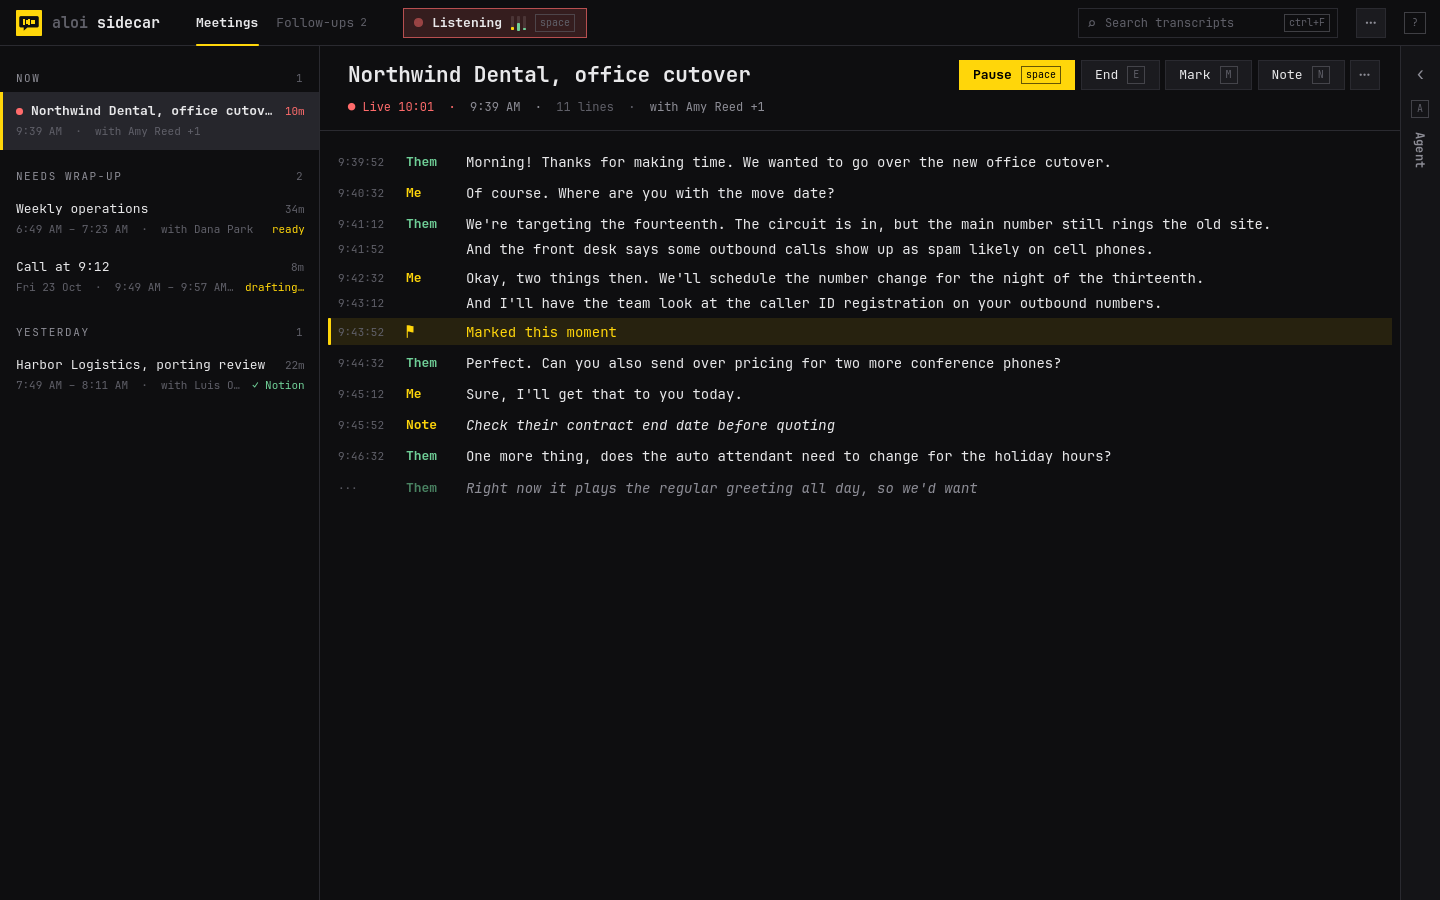 aloi sidecar
Meetings
Follow-ups 2
Listening space
Search transcripts ctrl+F
···
?
NOW 1
Northwind Dental, office cutov… 10m
9:39 AM · with Amy Reed +1
NEEDS WRAP-UP 2
Weekly operations 34m
6:49 AM – 7:23 AM · with Dana Park ready
Call at 9:12 8m
Fri 23 Oct · 9:49 AM – 9:57 AM… drafting…
YESTERDAY 1
Harbor Logistics, porting review 22m
7:49 AM – 8:11 AM · with Luis O… ✓ Notion
Northwind Dental, office cutover
Pause space
End E
Mark M
Note N
···
Live 10:01 · 9:39 AM · 11 lines · with Amy Reed +1
9:39:52 Them Morning! Thanks for making time. We wanted to go over the new office cutover.
9:40:32 Me Of course. Where are you with the move date?
9:41:12 Them We're targeting the fourteenth. The circuit is in, but the main number still rings the old site.
9:41:52 And the front desk says some outbound calls show up as spam likely on cell phones.
9:42:32 Me Okay, two things then. We'll schedule the number change for the night of the thirteenth.
9:43:12 And I'll have the team look at the caller ID registration on your outbound numbers.
9:43:52 Marked this moment
9:44:32 Them Perfect. Can you also send over pricing for two more conference phones?
9:45:12 Me Sure, I'll get that to you today.
9:45:52 Note Check their contract end date before quoting
9:46:32 Them One more thing, does the auto attendant need to change for the holiday hours?
··· Them Right now it plays the regular greeting all day, so we'd want
‹
A
Agent